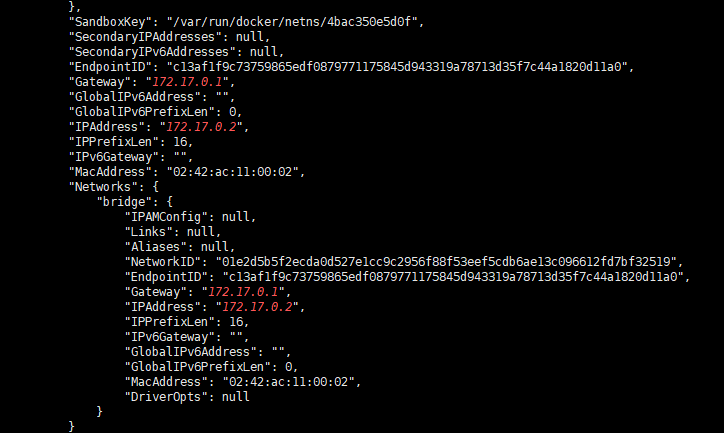 },
"SandboxKey": "/var/run/docker/netns/4bac350e5d0f",
"SecondaryIPAddresses": null,
"SecondaryIPv6Addresses": null,
"EndpointID": "c13af1f9c73759865edf0879771175845d943319a78713d35f7c44a1820d11a0",
"Gateway": "172.17.0.1",
"GlobalIPv6Address": "",
"GlobalIPv6PrefixLen": 0,
"IPAddress": "172.17.0.2",
"IPPrefixLen": 16,
"IPv6Gateway": "",
"MacAddress": "02:42:ac:11:00:02",
"Networks": {
"bridge": {
"IPAMConfig": null,
"Links": null,
"Aliases": null,
"NetworkID": "01e2d5b5f2ecda0d527e1cc9c2956f88f53eef5cdb6ae13c096612fd7bf32519",
"EndpointID": "c13af1f9c73759865edf0879771175845d943319a78713d35f7c44a1820d11a0",
"Gateway": "172.17.0.1",
"IPAddress": "172.17.0.2",
"IPPrefixLen": 16,
"IPv6Gateway": "",
"GlobalIPv6Address": "",
"GlobalIPv6PrefixLen": 0,
"MacAddress": "02:42:ac:11:00:02",
"DriverOpts": null
}
}